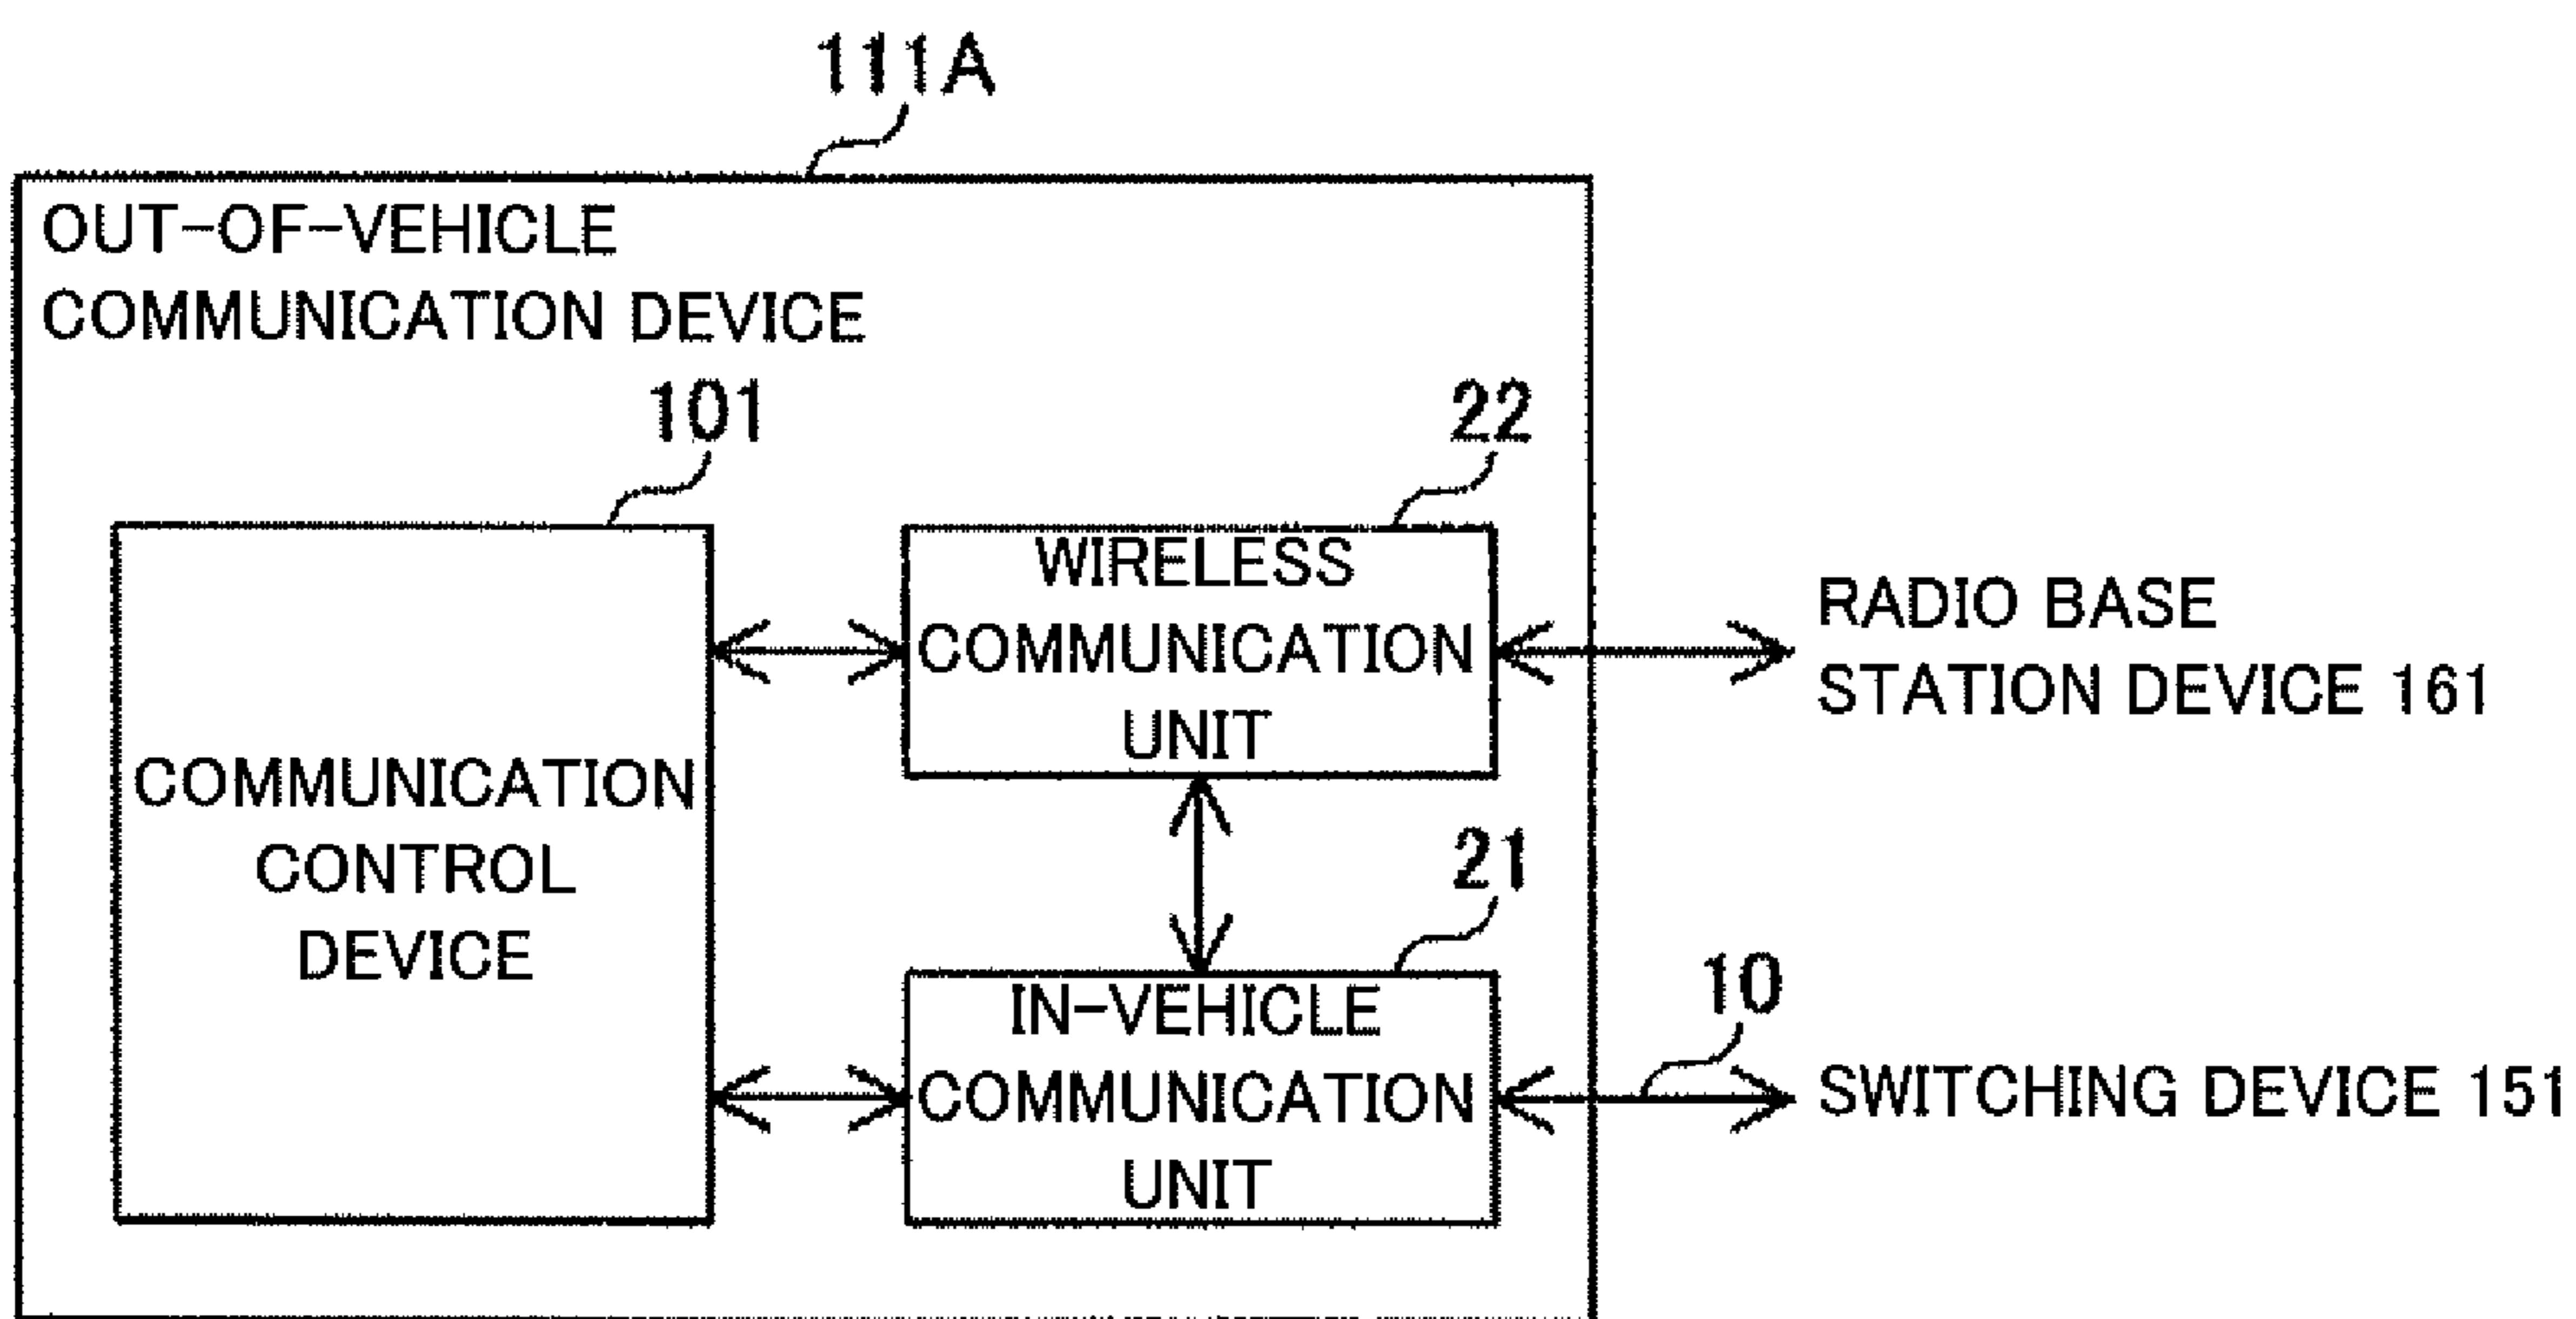 111A
OUT-OF-VEHICLE
COMMUNICATION DEVICE
101
22
COMMUNICATION
CONTROL
DEVICE
WIRELESS
COMMUNICATION
UNIT
RADIO BASE
STATION DEVICE 161
21
IN-VEHICLE
COMMUNICATION
UNIT
10
SWITCHING DEVICE 151